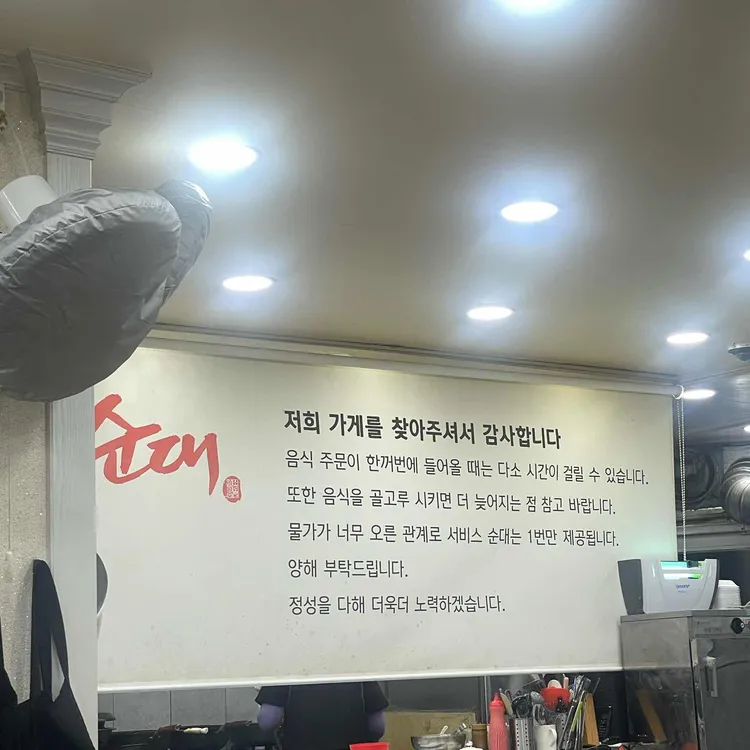 순대
저희 가게를 찾아주셔서 감사합니다
음식 주문이 한꺼번에 들어올 때는 다소 시간이 걸릴 수 있습니다.
또한 음식을 골고루 시키면 더 늦어지는 점 참고 바랍니다.
물가가 너무 오른 관계로 서비스 순대는 1번만 제공됩니다.
양해 부탁드립니다.
정성을 다해 더욱더 노력하겠습니다.